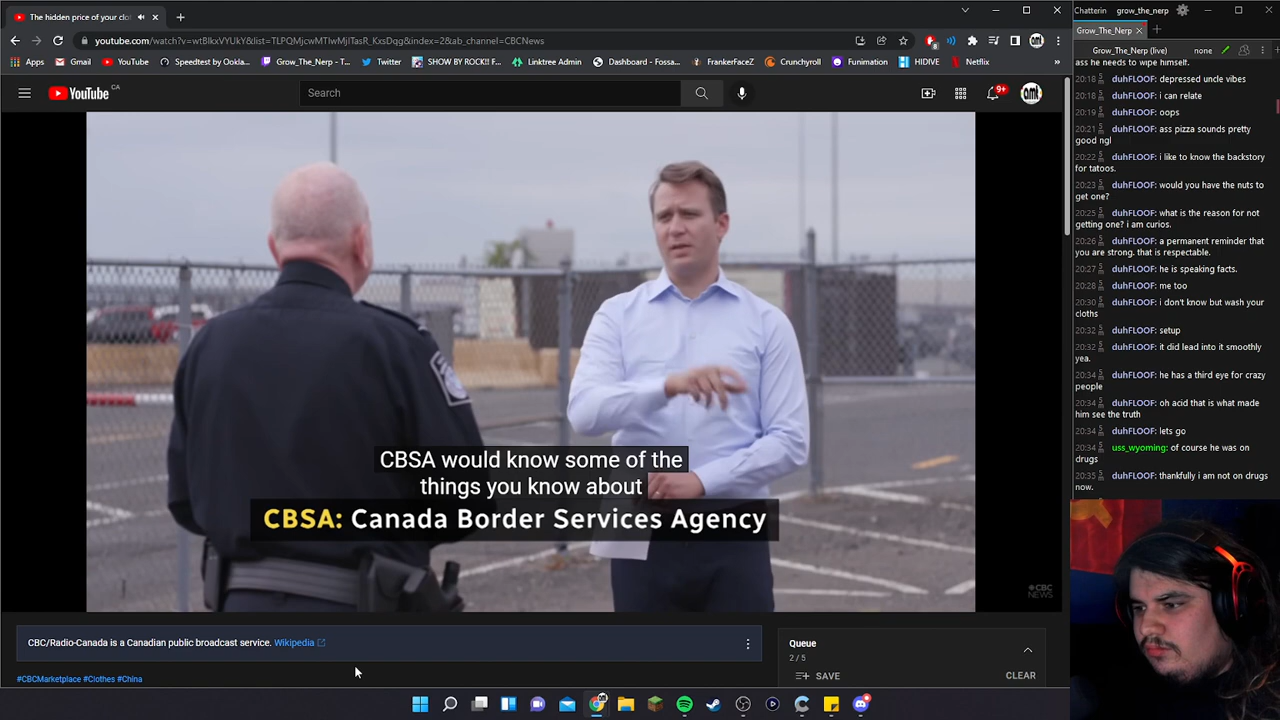 The hidden price of your clo
youtube.com/watch?v=wtBlkxVYUkY&list=TLPQMjcwMTIwMjITasR_KxsDqg&index=2&ab_channel=CBCNews
Apps Gmail YouTube Speedtest by Ookla... Grow_The_Nerp - T... Twitter SHOW BY ROCK!! F... Linktree Admin Dashboard - Fossa... FrankerFaceZ Crunchyroll Funimation HIDIVE Netflix »
YouTube CA
Search
9+
omt
CBSA would know some of the
things you know about
CBSA: Canada Border Services Agency
CBC
NEWS
CBC/Radio-Canada is a Canadian public broadcast service. Wikipedia
#CBCMarketplace #Clothes #China
Queue
2 / 5
SAVE CLEAR
Chatterin grow_the_nerp
Grow_The_Nerp
Grow_The_Nerp (live) none
ass he needs to wipe himself.
20:18 duhFLOOF: depressed uncle vibes
20:18 duhFLOOF: i can relate
20:19 duhFLOOF: oops
20:21 duhFLOOF: ass pizza sounds pretty
good ngl
20:22 duhFLOOF: i like to know the backstory
for tatoos.
20:23 duhFLOOF: would you have the nuts to
get one?
20:25 duhFLOOF: what is the reason for not
getting one? i am curios.
20:26 duhFLOOF: a permanent reminder that
you are strong. that is respectable.
20:27 duhFLOOF: he is speaking facts.
20:28 duhFLOOF: me too
20:30 duhFLOOF: i don't know but wash your
cloths
20:32 duhFLOOF: setup
20:32 duhFLOOF: it did lead into it smoothly
yea.
20:34 duhFLOOF: he has a third eye for crazy
people
20:34 duhFLOOF: oh acid that is what made
him see the truth
20:34 duhFLOOF: lets go
20:34 uss_wyoming: of course he was on
drugs
20:35 duhFLOOF: thankfully i am not on drugs
now.